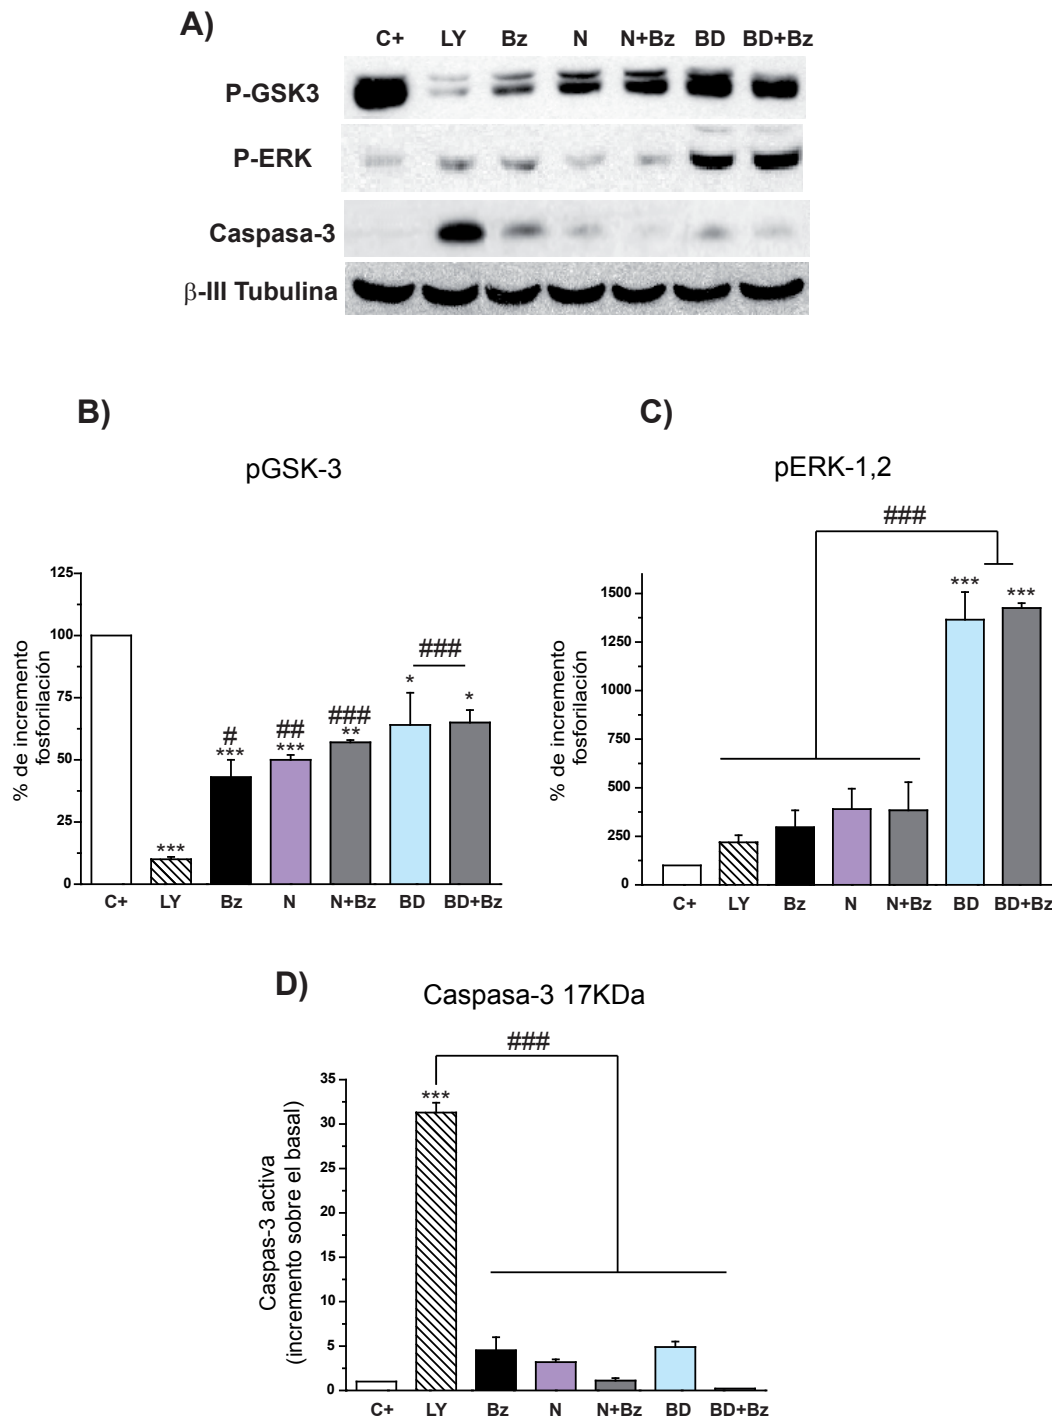 A)
C+ LY Bz N N+Bz BD BD+Bz
P-GSK3
P-ERK
Caspasa-3
β-III Tubulina
B)
pGSK-3
% de incremento
fosforilación
125
100
75
50
25
0
***
#
***
##
***
###
**
###
*
*
C+ LY Bz N N+Bz BD BD+Bz
C)
pERK-1,2
###
% de incremento
fosforilación
1500
1250
1000
750
500
250
0
***
***
C+ LY Bz N N+Bz BD BD+Bz
D)
Caspasa-3 17KDa
###
Caspas-3 activa
(incremento sobre el basal)
35
30
25
20
15
10
5
0
***
C+ LY Bz N N+Bz BD BD+Bz